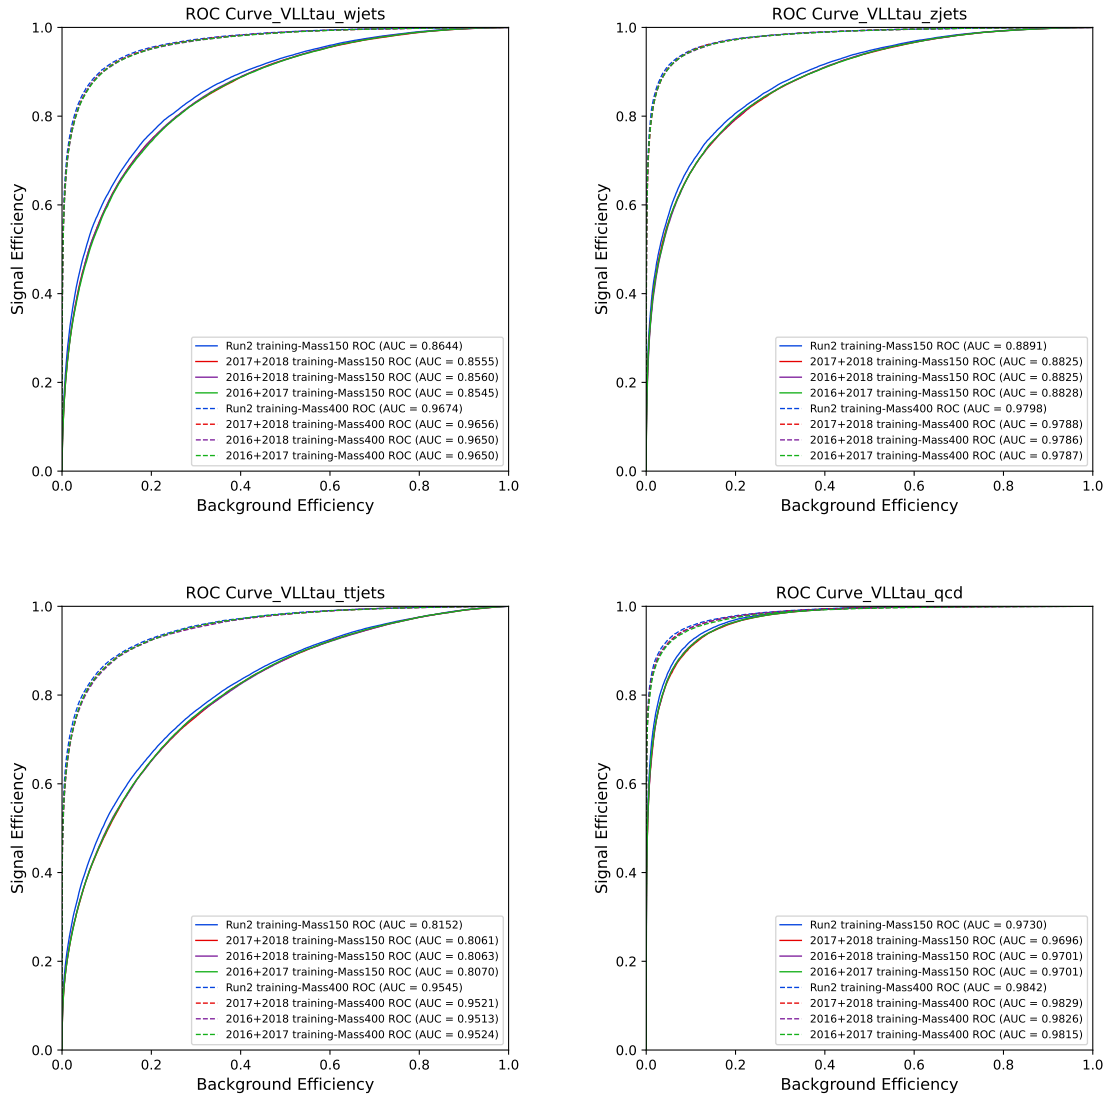 ROC Curve_VLLtau_wjets
1.0
0.8
0.6
0.4
0.2
0.0
Signal Efficiency
Run2 training-Mass150 ROC (AUC = 0.8644)
2017+2018 training-Mass150 ROC (AUC = 0.8555)
2016+2018 training-Mass150 ROC (AUC = 0.8560)
2016+2017 training-Mass150 ROC (AUC = 0.8545)
Run2 training-Mass400 ROC (AUC = 0.9674)
2017+2018 training-Mass400 ROC (AUC = 0.9656)
2016+2018 training-Mass400 ROC (AUC = 0.9650)
2016+2017 training-Mass400 ROC (AUC = 0.9650)
0.0 0.2 0.4 0.6 0.8 1.0
Background Efficiency
ROC Curve_VLLtau_zjets
1.0
0.8
0.6
0.4
0.2
0.0
Signal Efficiency
Run2 training-Mass150 ROC (AUC = 0.8891)
2017+2018 training-Mass150 ROC (AUC = 0.8825)
2016+2018 training-Mass150 ROC (AUC = 0.8825)
2016+2017 training-Mass150 ROC (AUC = 0.8828)
Run2 training-Mass400 ROC (AUC = 0.9798)
2017+2018 training-Mass400 ROC (AUC = 0.9788)
2016+2018 training-Mass400 ROC (AUC = 0.9786)
2016+2017 training-Mass400 ROC (AUC = 0.9787)
0.0 0.2 0.4 0.6 0.8 1.0
Background Efficiency
ROC Curve_VLLtau_ttjets
1.0
0.8
0.6
0.4
0.2
0.0
Signal Efficiency
Run2 training-Mass150 ROC (AUC = 0.8152)
2017+2018 training-Mass150 ROC (AUC = 0.8061)
2016+2018 training-Mass150 ROC (AUC = 0.8063)
2016+2017 training-Mass150 ROC (AUC = 0.8070)
Run2 training-Mass400 ROC (AUC = 0.9545)
2017+2018 training-Mass400 ROC (AUC = 0.9521)
2016+2018 training-Mass400 ROC (AUC = 0.9513)
2016+2017 training-Mass400 ROC (AUC = 0.9524)
0.0 0.2 0.4 0.6 0.8 1.0
Background Efficiency
ROC Curve_VLLtau_qcd
1.0
0.8
0.6
0.4
0.2
0.0
Signal Efficiency
Run2 training-Mass150 ROC (AUC = 0.9730)
2017+2018 training-Mass150 ROC (AUC = 0.9696)
2016+2018 training-Mass150 ROC (AUC = 0.9701)
2016+2017 training-Mass150 ROC (AUC = 0.9701)
Run2 training-Mass400 ROC (AUC = 0.9842)
2017+2018 training-Mass400 ROC (AUC = 0.9829)
2016+2018 training-Mass400 ROC (AUC = 0.9826)
2016+2017 training-Mass400 ROC (AUC = 0.9815)
0.0 0.2 0.4 0.6 0.8 1.0
Background Efficiency